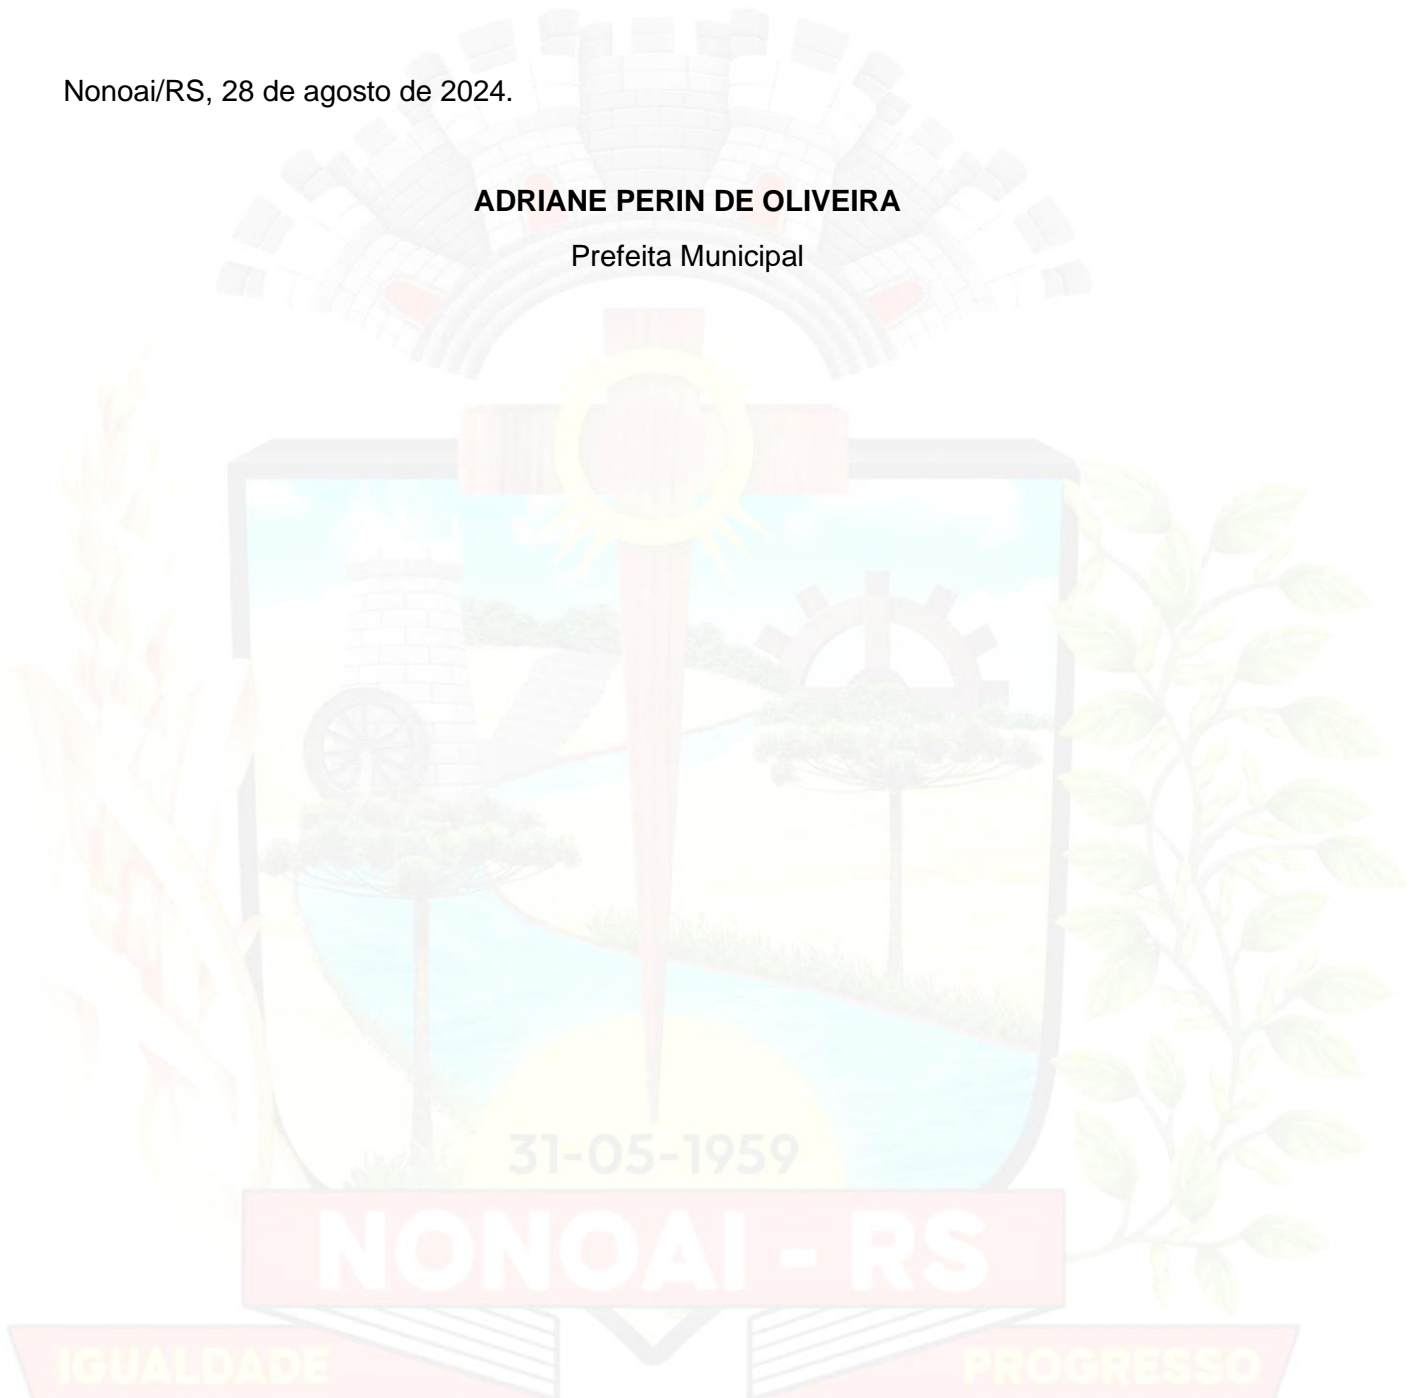 Nonoai/RS, 28 de agosto de 2024.
ADRIANE PERIN DE OLIVEIRA
Prefeita Municipal
31-05-1959
NONOAI - RS
IGUALDADE
PROGRESSO